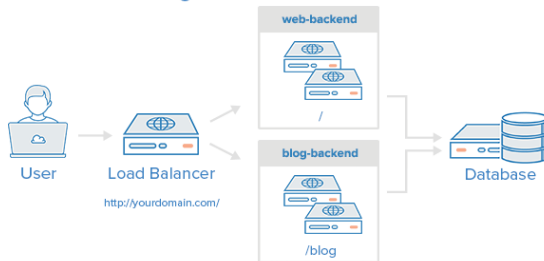 web-backend
/
User
Load Balancer
http://yourdomain.com/
blog-backend
/blog
Database